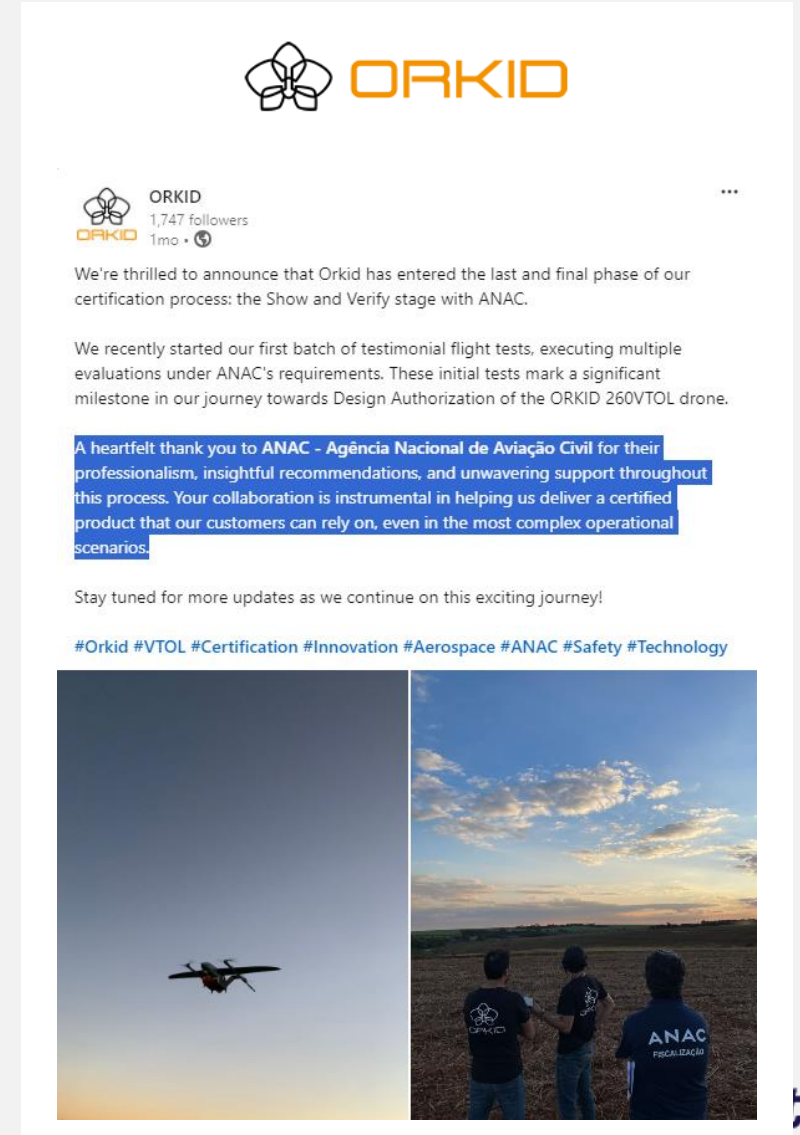 ORKID
ORKID
ORKID
1,747 followers
1mo •
We're thrilled to announce that Orkid has entered the last and final phase of our
certification process: the Show and Verify stage with ANAC.
We recently started our first batch of testimonial flight tests, executing multiple
evaluations under ANAC's requirements. These initial tests mark a significant
milestone in our journey towards Design Authorization of the ORKID 260VTOL drone.
A heartfelt thank you to ANAC - Agência Nacional de Aviação Civil for their
professionalism, insightful recommendations, and unwavering support throughout
this process. Your collaboration is instrumental in helping us deliver a certified
product that our customers can rely on, even in the most complex operational
scenarios.
Stay tuned for more updates as we continue on this exciting journey!
#Orkid #VTOL #Certification #Innovation #Aerospace #ANAC #Safety #Technology
ORKID
ANAC
FISCALIZAÇÃO